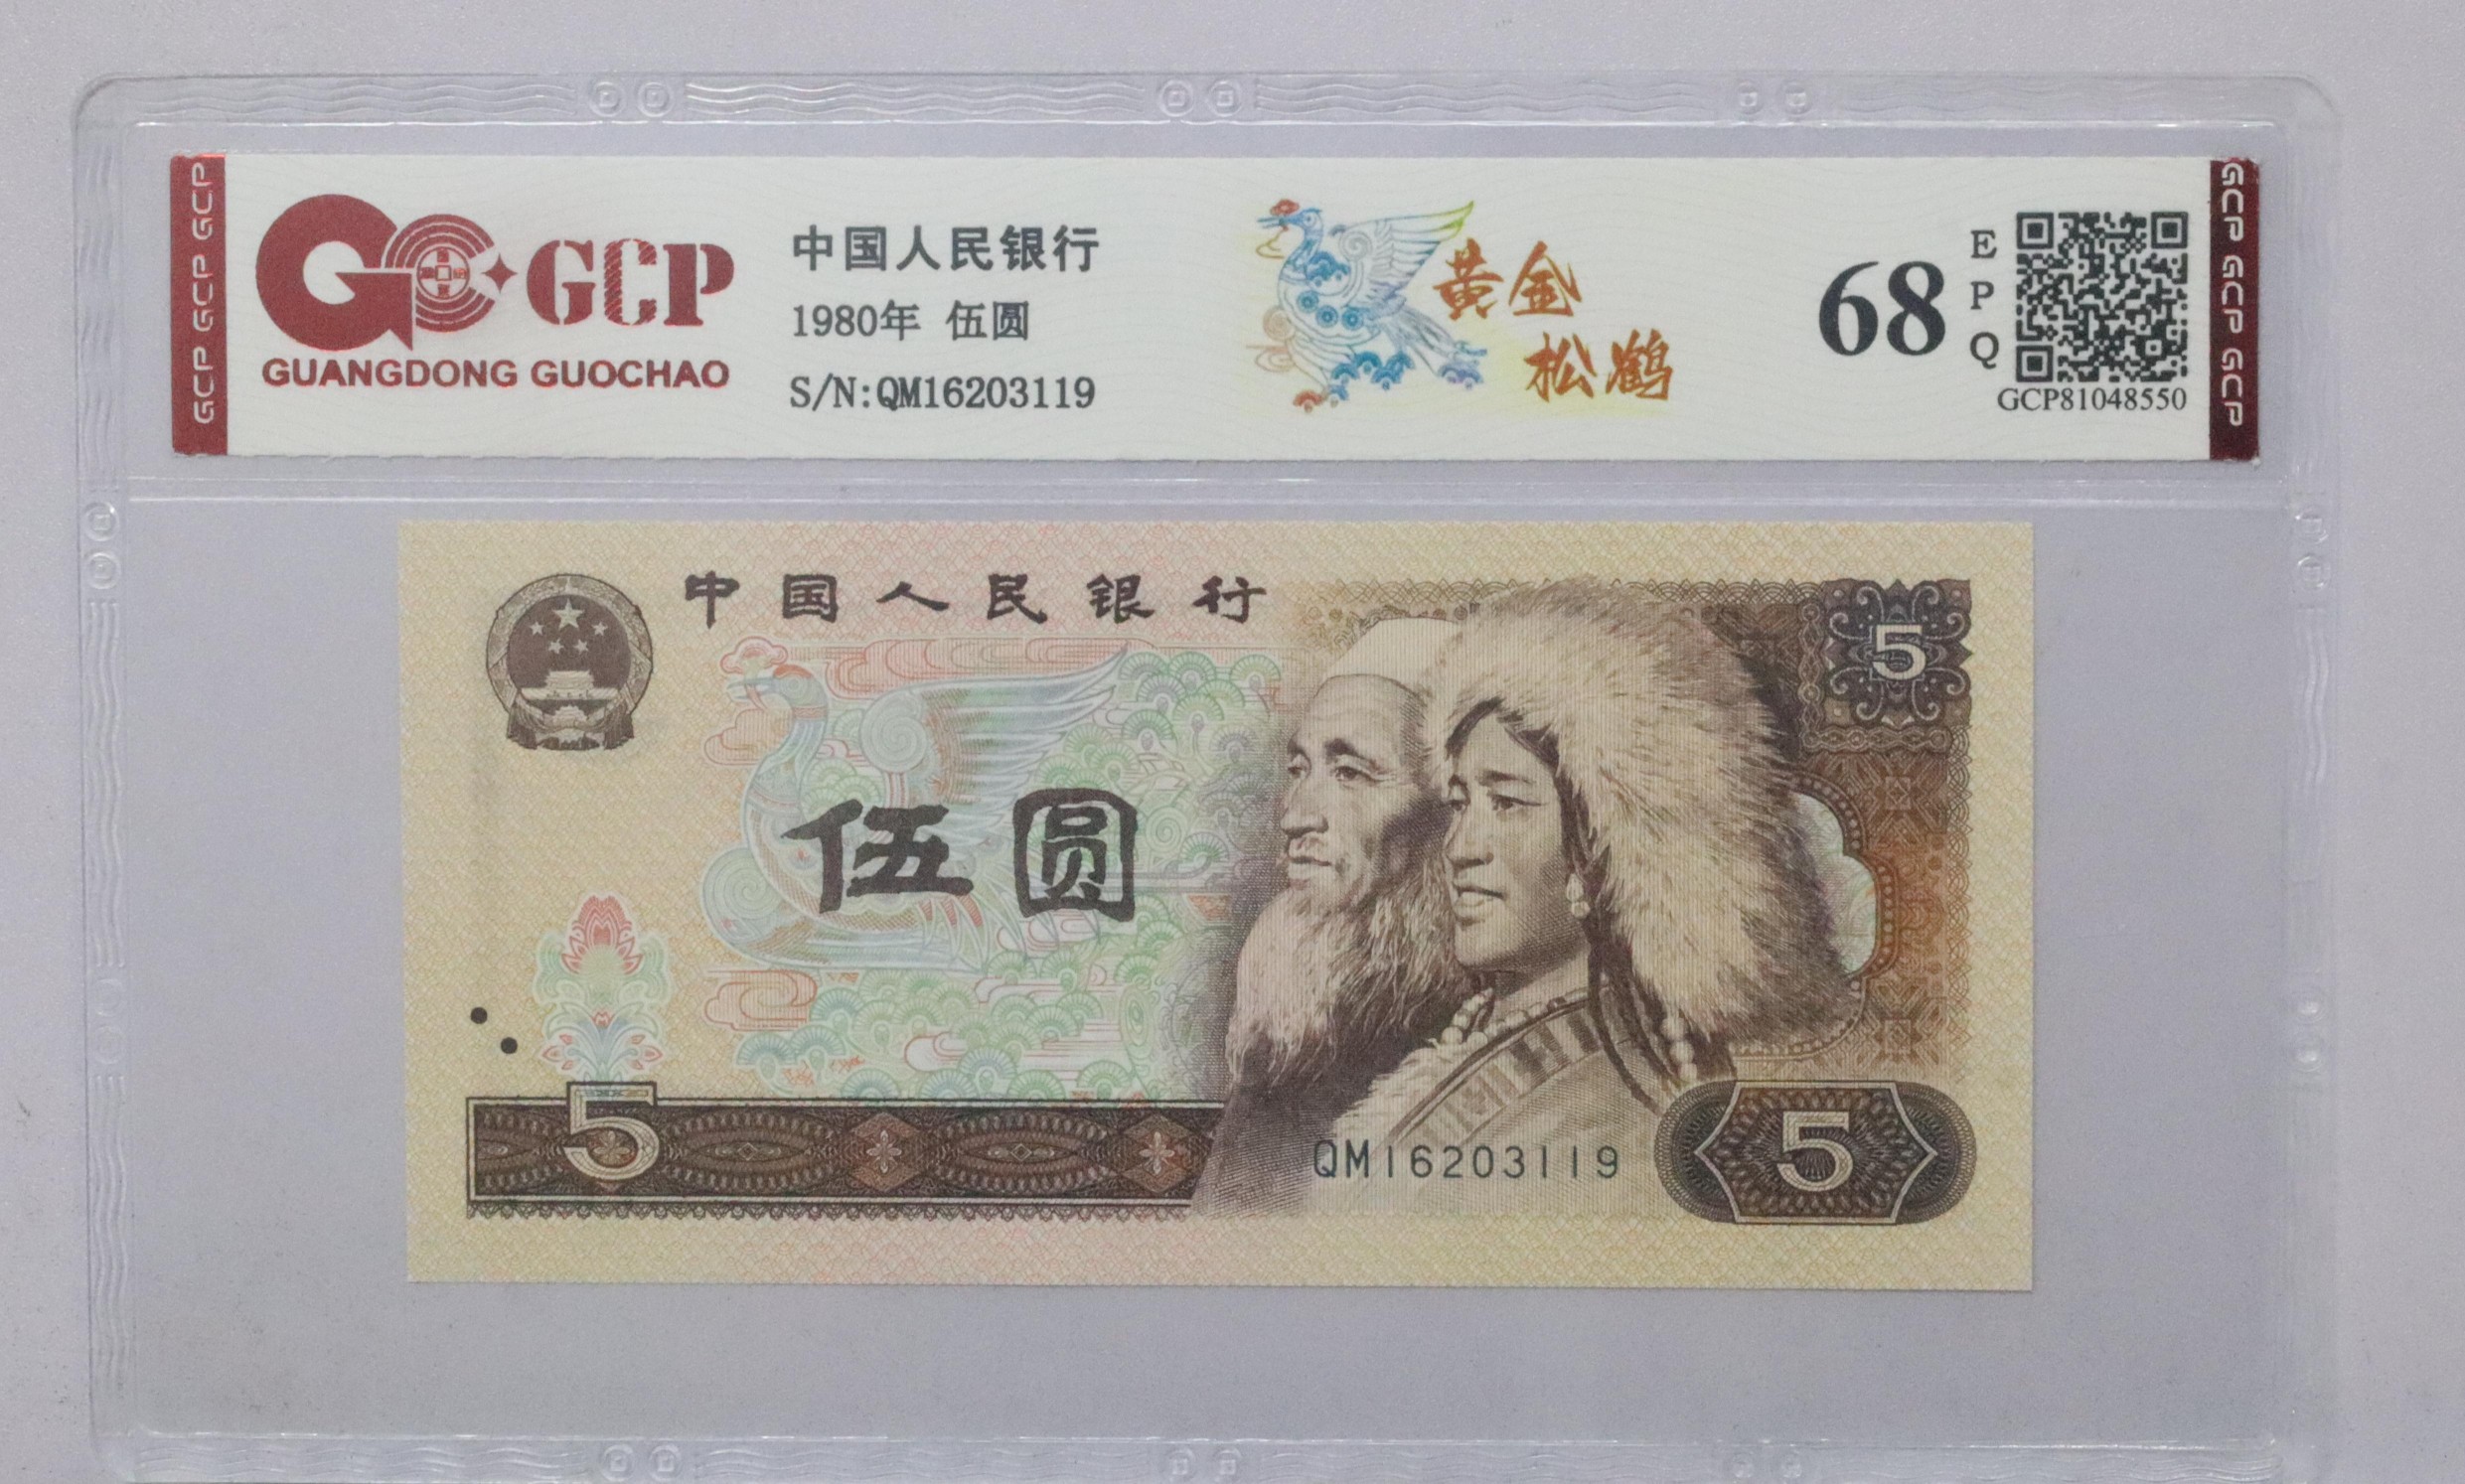 GCP GCP GCP
GCP
GUANGDONG GUOCHAO
中国人民银行
1980年 伍圆
S/N:QM16203119
黄金
松鹤
68
E
P
Q
GCP81048550
GCP GCP GCP
中国人民银行
5
伍圆
5
QM16203119
5